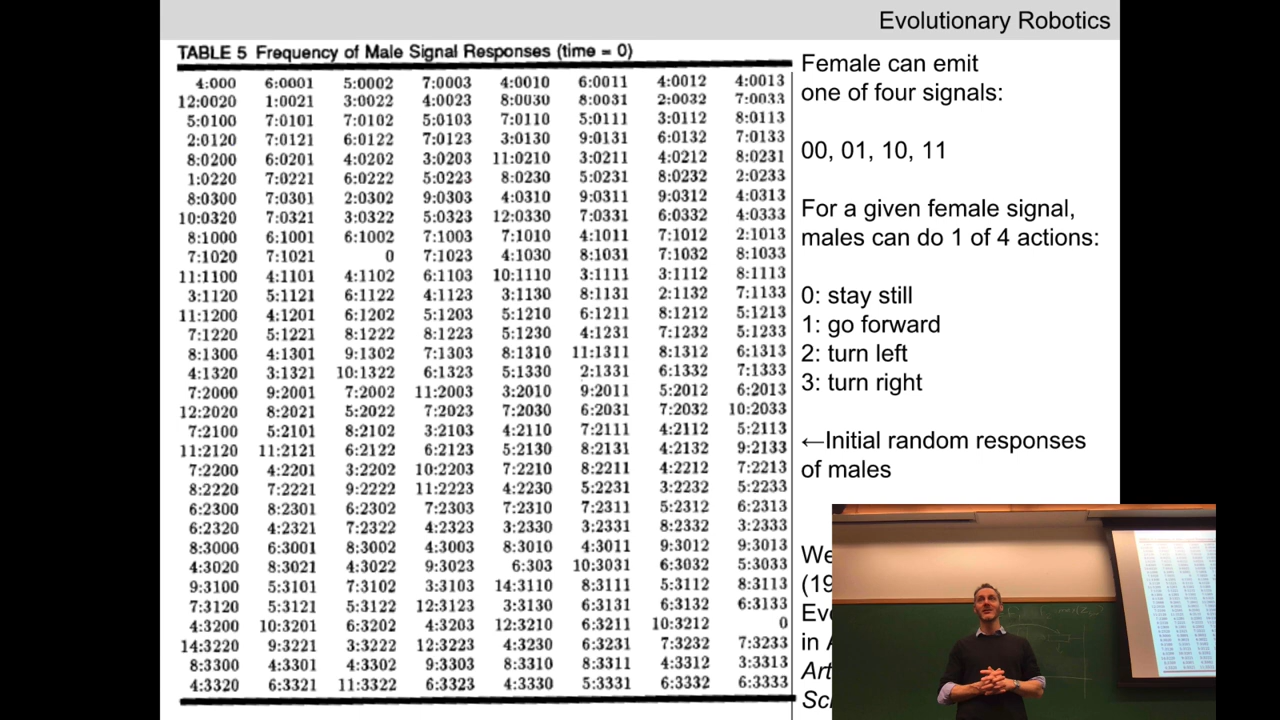 Evolutionary Robotics
TABLE 5 Frequency of Male Signal Responses (time = 0)
4:000 6:0001 5:0002 7:0003 4:0010 6:0011 4:0012 4:0013
12:0020 1:0021 3:0022 4:0023 8:0030 8:0031 2:0032 7:0033
5:0100 7:0101 7:0102 5:0103 7:0110 5:0111 3:0112 8:0113
2:0120 7:0121 6:0122 7:0123 3:0130 9:0131 6:0132 7:0133
8:0200 6:0201 4:0202 3:0203 11:0210 3:0211 4:0212 8:0231
1:0220 7:0221 6:0222 5:0223 8:0230 5:0231 8:0232 2:0233
8:0300 7:0301 2:0302 9:0303 4:0310 9:0311 9:0312 4:0313
10:0320 7:0321 3:0322 5:0323 12:0330 7:0331 6:0332 4:0333
8:1000 6:1001 6:1002 7:1003 7:1010 4:1011 7:1012 2:1013
7:1020 7:1021 0 7:1023 4:1030 8:1031 7:1032 8:1033
11:1100 4:1101 4:1102 6:1103 10:1110 3:1111 3:1112 8:1113
3:1120 5:1121 6:1122 4:1123 3:1130 8:1131 2:1132 7:1133
11:1200 4:1201 6:1202 5:1203 5:1210 6:1211 8:1212 5:1213
7:1220 5:1221 8:1222 8:1223 5:1230 4:1231 7:1232 5:1233
8:1300 4:1301 9:1302 7:1303 8:1310 11:1311 8:1312 6:1313
4:1320 3:1321 10:1322 6:1323 5:1330 2:1331 6:1332 7:1333
7:2000 9:2001 7:2002 11:2003 3:2010 9:2011 5:2012 6:2013
12:2020 8:2021 5:2022 7:2023 7:2030 6:2031 7:2032 10:2033
7:2100 5:2101 8:2102 3:2103 4:2110 7:2111 4:2112 5:2113
11:2120 11:2121 6:2122 6:2123 5:2130 8:2131 4:2132 9:2133
7:2200 4:2201 3:2202 10:2203 7:2210 8:2211 4:2212 7:2213
8:2220 7:2221 9:2222 11:2223 4:2230 5:2231 3:2232 5:2233
6:2300 8:2301 6:2302 7:2303 7:2310 7:2311 5:2312 6:2313
6:2320 4:2321 7:2322 4:2323 3:2330 3:2331 8:2332 3:2333
8:3000 6:3001 8:3002 4:3003 8:3010 4:3011 9:3012 9:3013
4:3020 8:3021 4:3022 9:3023 6:303 10:3031 6:3032 5:3033
9:3100 5:3101 7:3102 3:3103 12:3110 5:3111 5:3112 8:3113
7:3120 5:3121 5:3122 12:3123 6:3130 6:3131 6:3132 6:3133
4:3200 10:3201 6:3202 4:3203 8:3210 6:3211 10:3212 0
14:3220 9:3221 3:3222 12:3223 3:3231 7:3232 7:3233
8:3300 4:3301 4:3302 9:3303 4:3310 8:3311 4:3312 3:3313
4:3320 6:3321 11:3322 6:3323 4:3330 5:3331 6:3332 6:3333
Female can emit
one of four signals:
00, 01, 10, 11
For a given female signal,
males can do 1 of 4 actions:
0: stay still
1: go forward
2: turn left
3: turn right
←Initial random responses
of males
We
(19
Evo
in A
Art
Sci